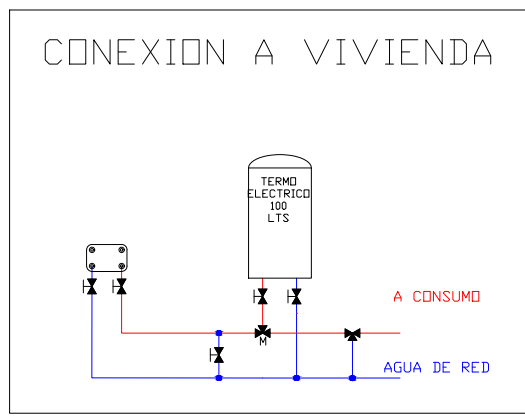 CONEXION A VIVIENDA
TERMO
ELECTRICO
100
LTS
A CONSUMO
M
AGUA DE RED